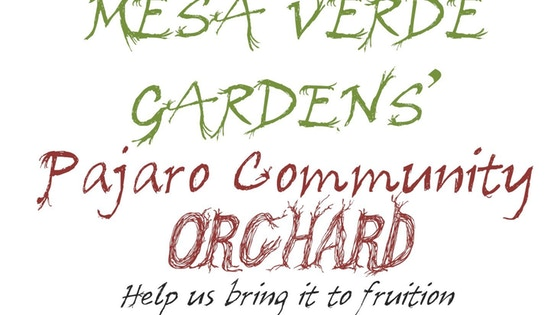 MESA VERDE
GARDENS'
Pajaro Community
ORCHARD
Help us bring it to fruition